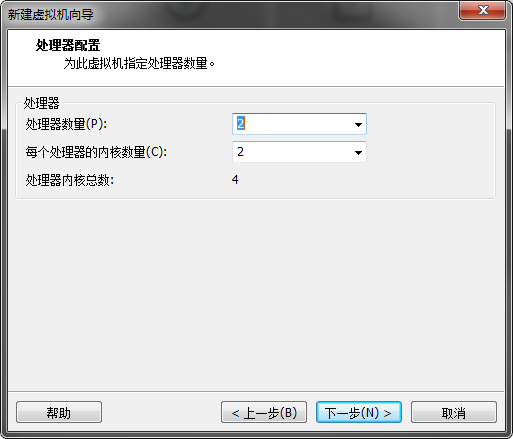 新建虚拟机向导
处理器配置
为此虚拟机指定处理器数量。
处理器
处理器数量(P): 2
每个处理器的内核数量(C): 2
处理器内核总数: 4
帮助 < 上一步(B) 下一步(N) > 取消